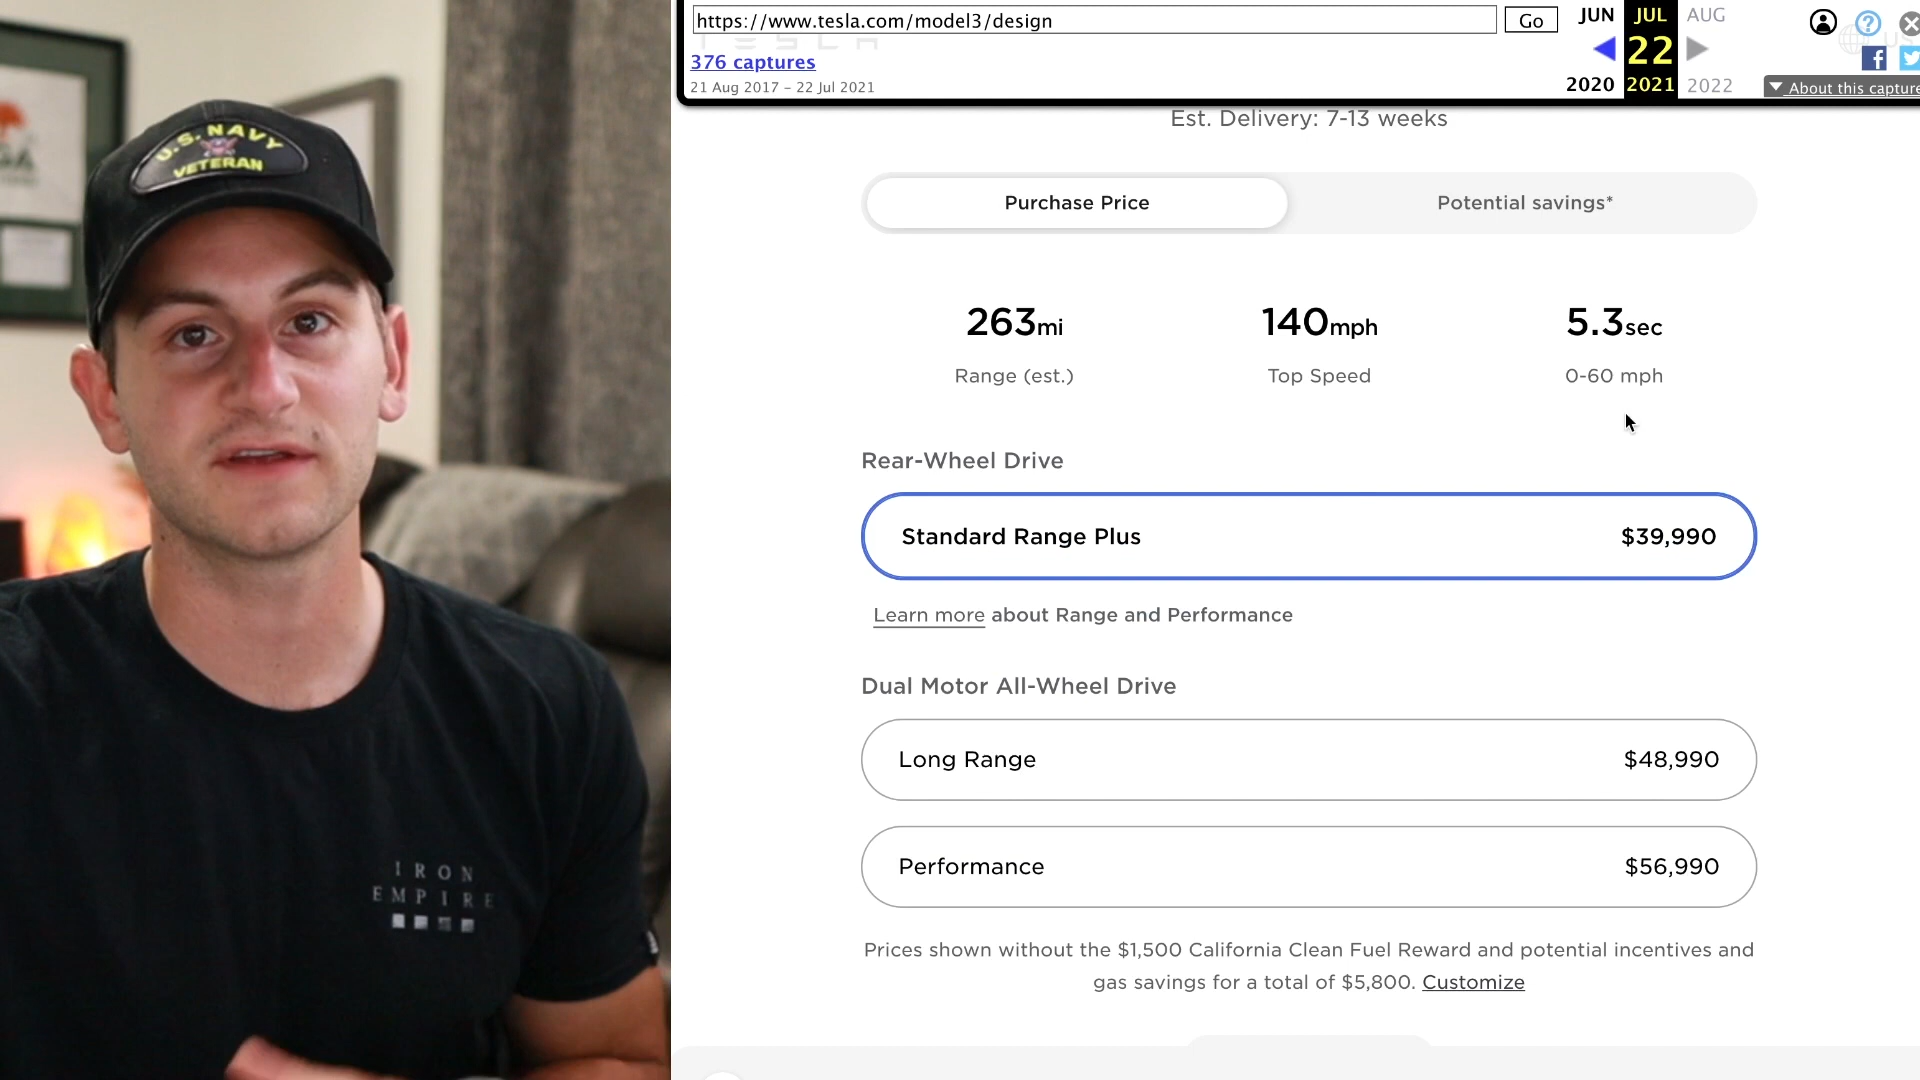 U.S. NAVY
VETERAN
IRON
EMPIRE
https://www.tesla.com/model3/design
Go
JUN
JUL
AUG
376 captures
22
21 Aug 2017 – 22 Jul 2021
2020
2021
2022
About this capture
TESLA
US
Est. Delivery: 7-13 weeks
Purchase Price
Potential savings*
263mi
140mph
5.3sec
Range (est.)
Top Speed
0-60 mph
Rear-Wheel Drive
Standard Range Plus
$39,990
Learn more about Range and Performance
Dual Motor All-Wheel Drive
Long Range
$48,990
Performance
$56,990
Prices shown without the $1,500 California Clean Fuel Reward and potential incentives and
gas savings for a total of $5,800. Customize